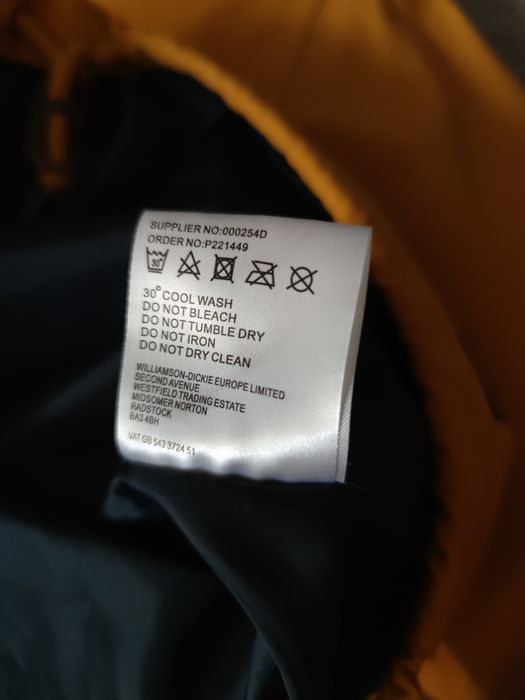 SUPPLIER NO:000254D
ORDER NO:P221449
30°
30° COOL WASH
DO NOT BLEACH
DO NOT TUMBLE DRY
DO NOT IRON
DO NOT DRY CLEAN
WILLIAMSON-DICKIE EUROPE LIMITED
SECOND AVENUE
WESTFIELD TRADING ESTATE
MIDSOMER NORTON
RADSTOCK
BA3 4BH
VAT GB 543 3724 51